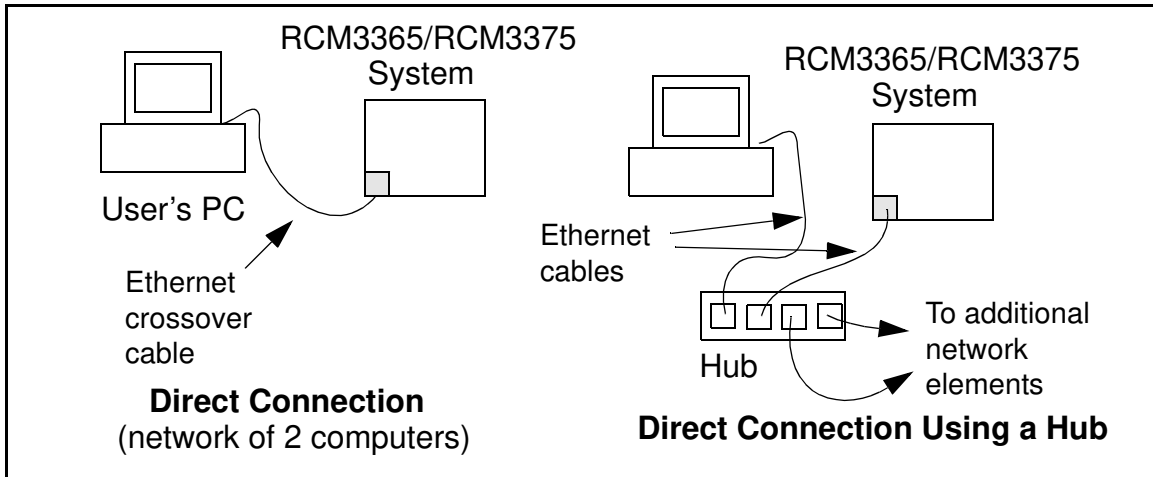 RCM3365/RCM3375
System
User's PC
Ethernet
crossover
cable
Direct Connection
(network of 2 computers)
RCM3365/RCM3375
System
Ethernet
cables
Hub
To additional
network
elements
Direct Connection Using a Hub